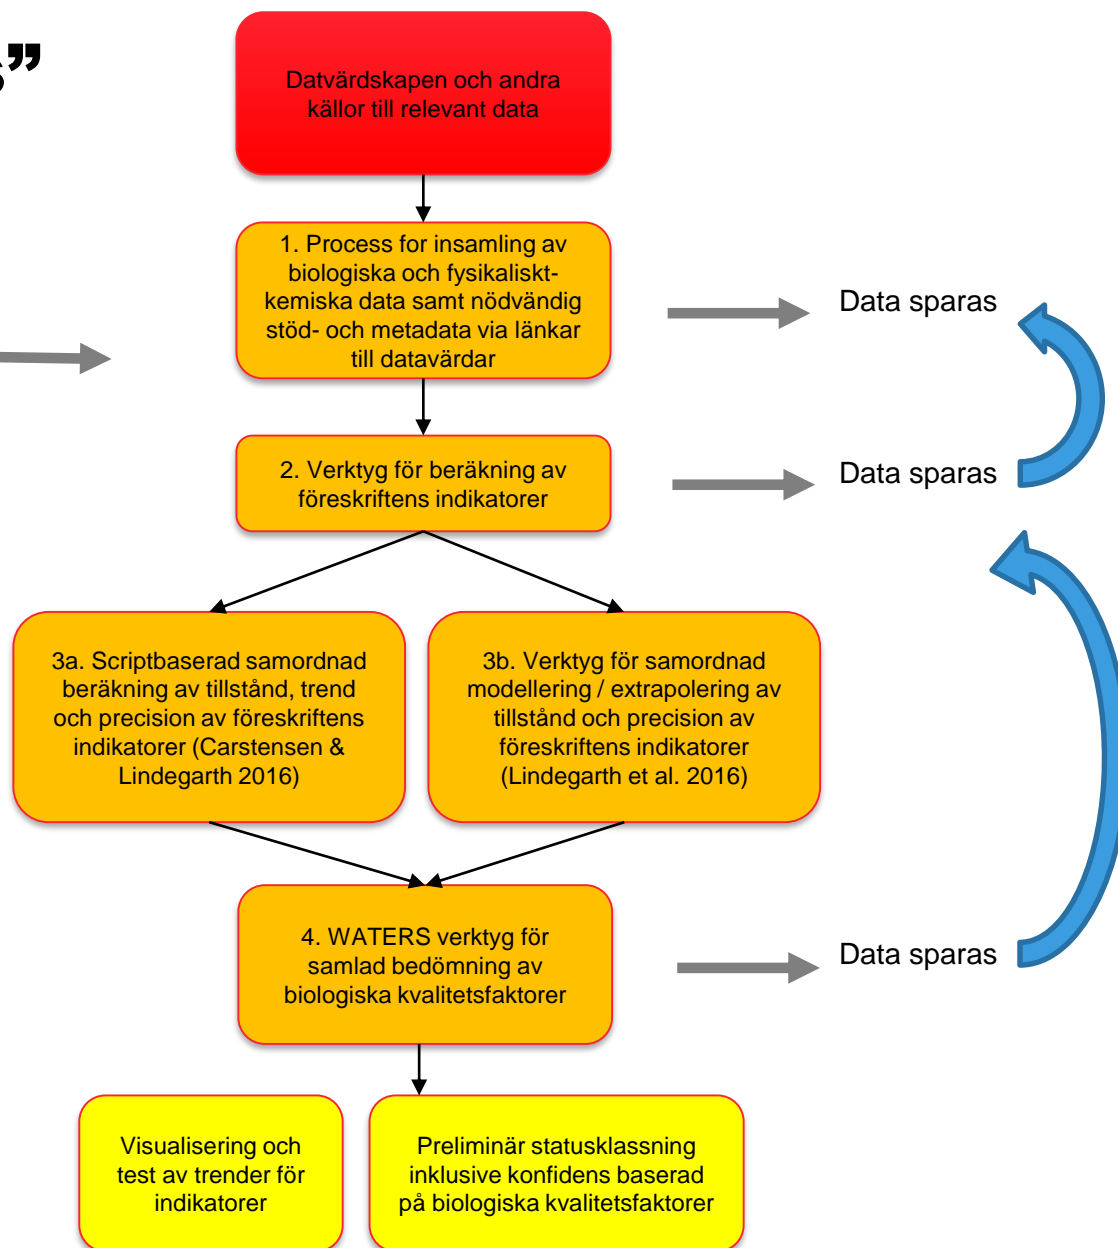 ”
Datvärdskapen och andra
källor till relevant data
1. Process for insamling av
biologiska och fysikaliskt-
kemiska data samt nödvändig
stöd- och metadata via länkar
till datavärdar
Data sparas
2. Verktyg för beräkning av
föreskriftens indikatorer
Data sparas
3a. Scriptbaserad samordnad
beräkning av tillstånd, trend
och precision av föreskriftens
indikatorer (Carstensen &
Lindegarth 2016)
3b. Verktyg för samordnad
modellering / extrapolering av
tillstånd och precision av
föreskriftens indikatorer
(Lindegarth et al. 2016)
4. WATERS verktyg för
samlad bedömning av
biologiska kvalitetsfaktorer
Data sparas
Visualisering och
test av trender för
indikatorer
Preliminär statusklassning
inklusive konfidens baserad
på biologiska kvalitetsfaktorer